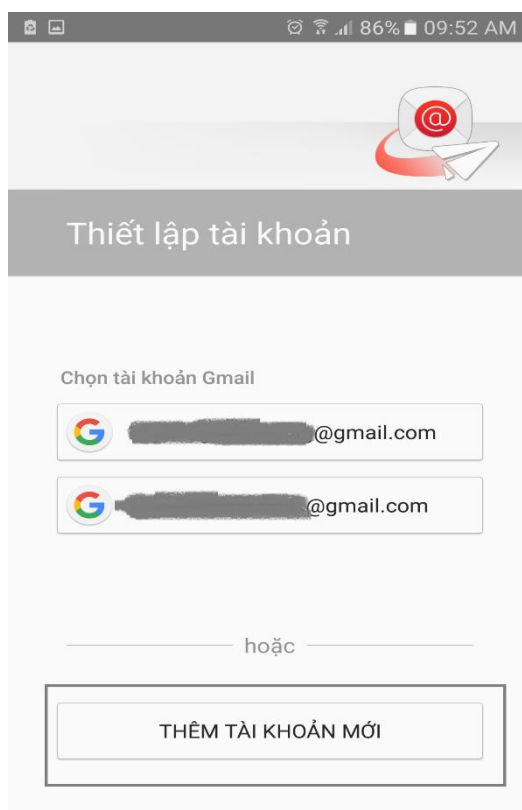 86% 09:52 AM
@
Thiết lập tài khoản
Chọn tài khoản Gmail
@gmail.com
@gmail.com
hoặc
THÊM TÀI KHOẢN MỚI